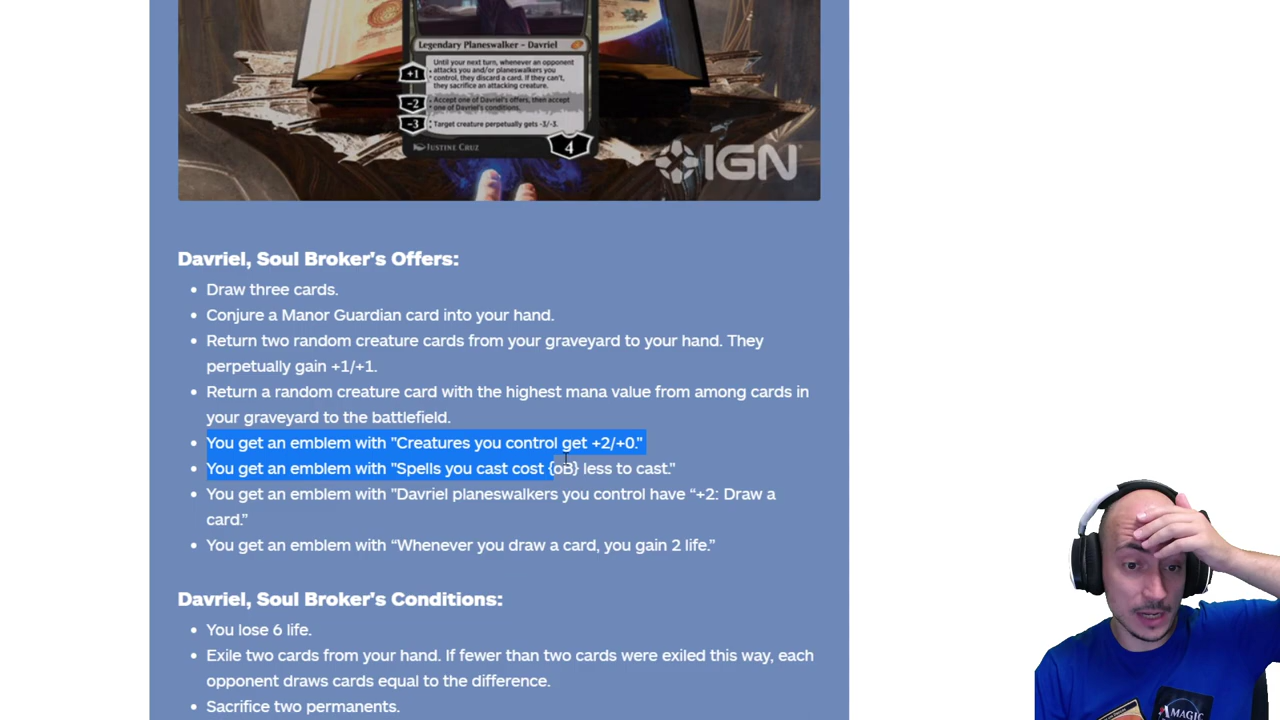 Legendary Planeswalker – Davriel
+1
Until your next turn, whenever an opponent
attacks you and/or planeswalkers you
control, they discard a card. If they can't,
they sacrifice an attacking creature.
−2
Accept one of Davriel's offers, then accept
one of Davriel's conditions.
−3
Target creature perpetually gets -3/-3.
Justine Cruz
4
IGN
Davriel, Soul Broker's Offers:
• Draw three cards.
• Conjure a Manor Guardian card into your hand.
• Return two random creature cards from your graveyard to your hand. They
perpetually gain +1/+1.
• Return a random creature card with the highest mana value from among cards in
your graveyard to the battlefield.
• You get an emblem with "Creatures you control get +2/+0."
• You get an emblem with "Spells you cast cost {oB} less to cast."
• You get an emblem with "Davriel planeswalkers you control have “+2: Draw a
card.”
• You get an emblem with “Whenever you draw a card, you gain 2 life.”
Davriel, Soul Broker's Conditions:
• You lose 6 life.
• Exile two cards from your hand. If fewer than two cards were exiled this way, each
opponent draws cards equal to the difference.
• Sacrifice two permanents.
MAGIC